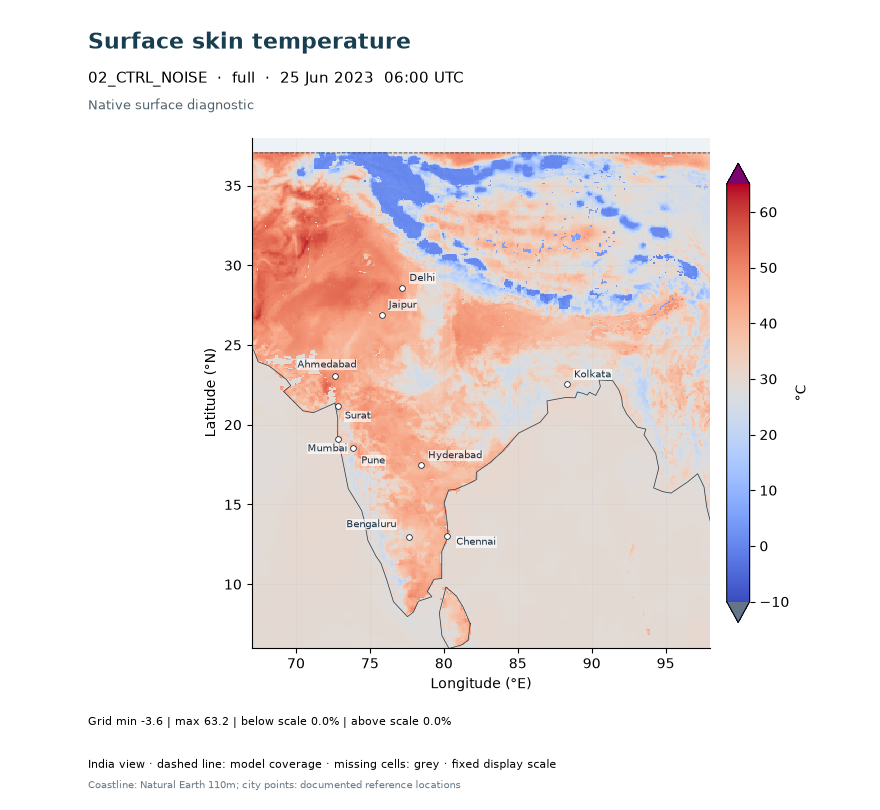 Surface skin temperature
02_CTRL_NOISE · full · 25 Jun 2023 06:00 UTC
Native surface diagnostic
35
30
25
20
15
10
Latitude (°N)
70 75 80 85 90 95
Longitude (°E)
Delhi
Jaipur
Ahmedabad
Kolkata
Surat
Mumbai
Pune
Hyderabad
Bengaluru
Chennai
60
50
40
30
20
10
0
−10
°C
Grid min -3.6 | max 63.2 | below scale 0.0% | above scale 0.0%
India view · dashed line: model coverage · missing cells: grey · fixed display scale
Coastline: Natural Earth 110m; city points: documented reference locations